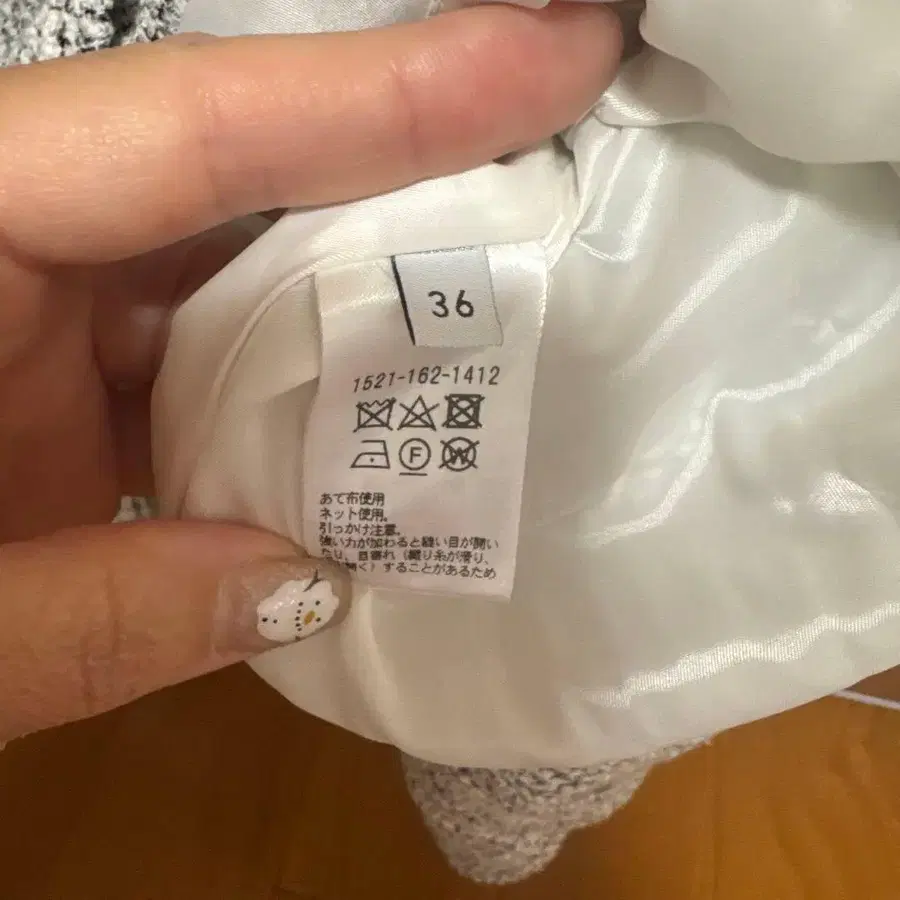 36
1521-162-1412
F
W
あて布使用
ネット使用。
引っかけ注意。
強い力が加わると縫い目が開い
たり、目寄れ(織り糸が滑り、
く)することがあるため